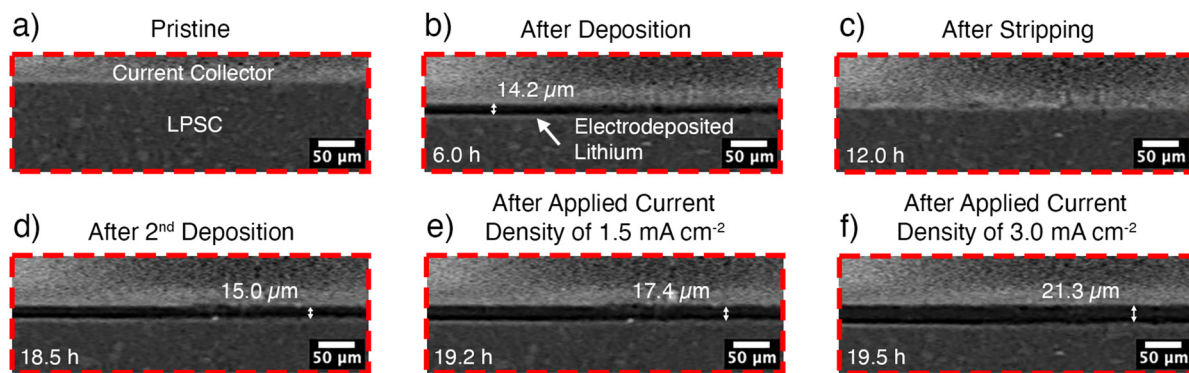 a)
Pristine
Current Collector
LPSC
50 µm
b)
After Deposition
14.2 µm
Electrodeposited
Lithium
6.0 h
50 µm
c)
After Stripping
12.0 h
50 µm
d)
After 2nd Deposition
15.0 µm
18.5 h
50 µm
e)
After Applied Current
Density of 1.5 mA cm-2
17.4 µm
19.2 h
50 µm
f)
After Applied Current
Density of 3.0 mA cm-2
21.3 µm
19.5 h
50 µm